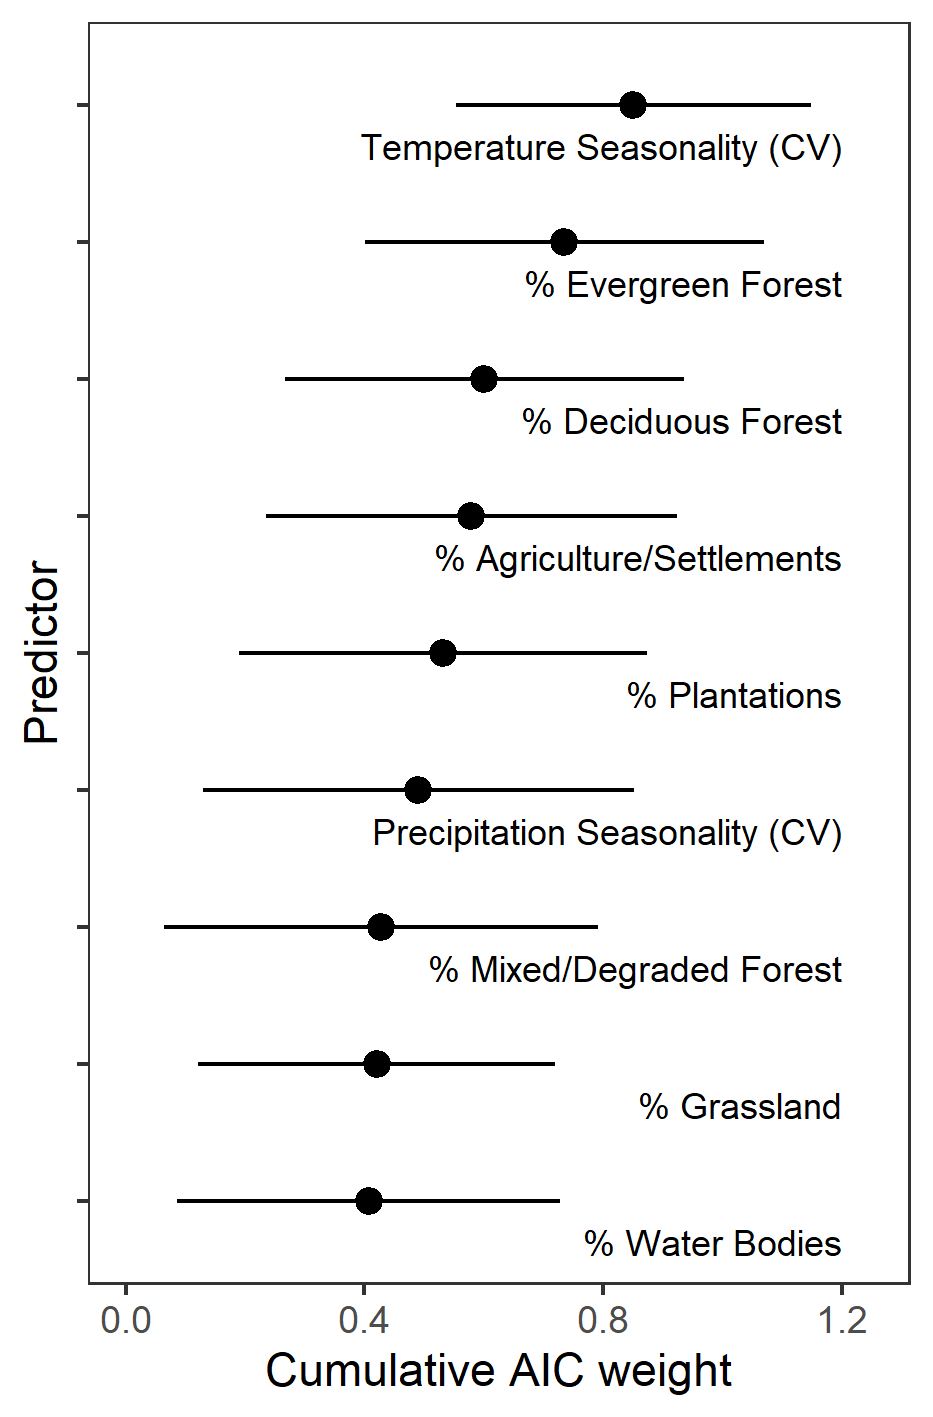 Temperature Seasonality (CV)
% Evergreen Forest
% Deciduous Forest
% Agriculture/Settlements
% Plantations
Precipitation Seasonality (CV)
% Mixed/Degraded Forest
% Grassland
% Water Bodies
Predictor
0.0 0.4 0.8 1.2
Cumulative AIC weight